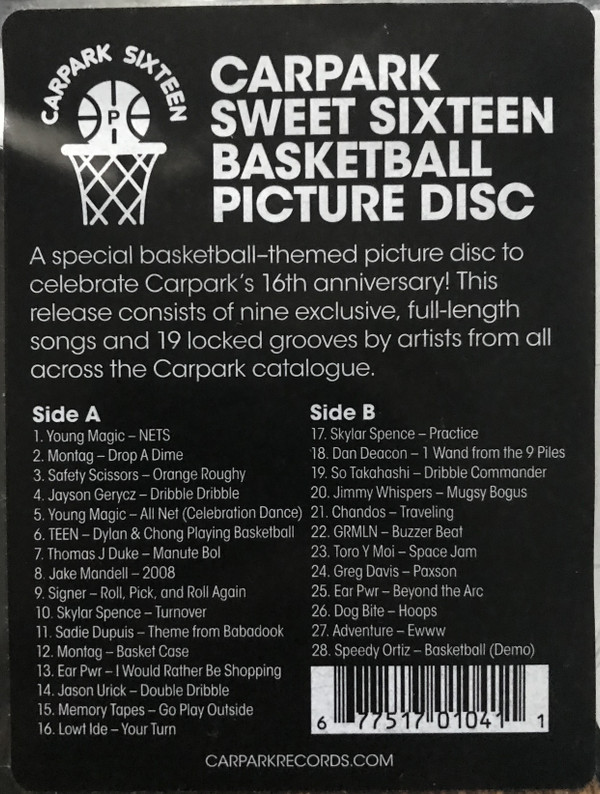 CARPARK SIXTEEN
P
I
CARPARK
SWEET SIXTEEN
BASKETBALL
PICTURE DISC
A special basketball–themed picture disc to
celebrate Carpark's 16th anniversary! This
release consists of nine exclusive, full-length
songs and 19 locked grooves by artists from all
across the Carpark catalogue.
Side A
1. Young Magic – NETS
2. Montag – Drop A Dime
3. Safety Scissors – Orange Roughy
4. Jayson Gerycz – Dribble Dribble
5. Young Magic – All Net (Celebration Dance)
6. TEEN – Dylan & Chong Playing Basketball
7. Thomas J Duke – Manute Bol
8. Jake Mandell – 2008
9. Signer – Roll, Pick, and Roll Again
10. Skylar Spence – Turnover
11. Sadie Dupuis – Theme from Babadook
12. Montag – Basket Case
13. Ear Pwr – I Would Rather Be Shopping
14. Jason Urick – Double Dribble
15. Memory Tapes – Go Play Outside
16. Lowt Ide – Your Turn
Side B
17. Skylar Spence – Practice
18. Dan Deacon – 1 Wand from the 9 Piles
19. So Takahashi – Dribble Commander
20. Jimmy Whispers – Mugsy Bogus
21. Chandos – Traveling
22. GRMLN – Buzzer Beat
23. Toro Y Moi – Space Jam
24. Greg Davis – Paxson
25. Ear Pwr – Beyond the Arc
26. Dog Bite – Hoops
27. Adventure – Ewww
28. Speedy Ortiz – Basketball (Demo)
6 77517 01041 1
CARPARKRECORDS.COM